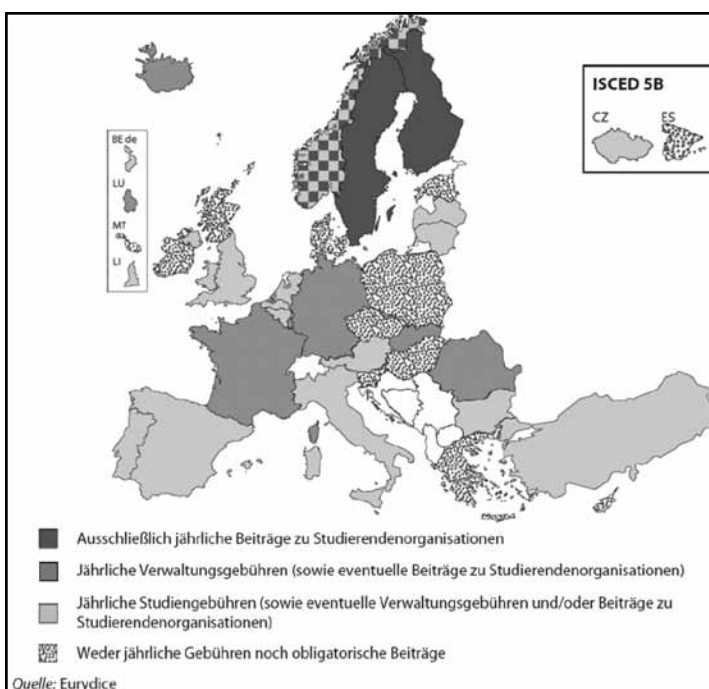 ISCED 5B
CZ
ES
BE de
LU
MT
LI
Ausschließlich jährliche Beiträge zu Studierendenorganisationen
Jährliche Verwaltungsgebühren (sowie eventuelle Beiträge zu Studierendenorganisationen)
Jährliche Studiengebühren (sowie eventuelle Verwaltungsgebühren und/oder Beiträge zu
Studierendenorganisationen)
Weder jährliche Gebühren noch obligatorische Beiträge
Quelle: Eurydice